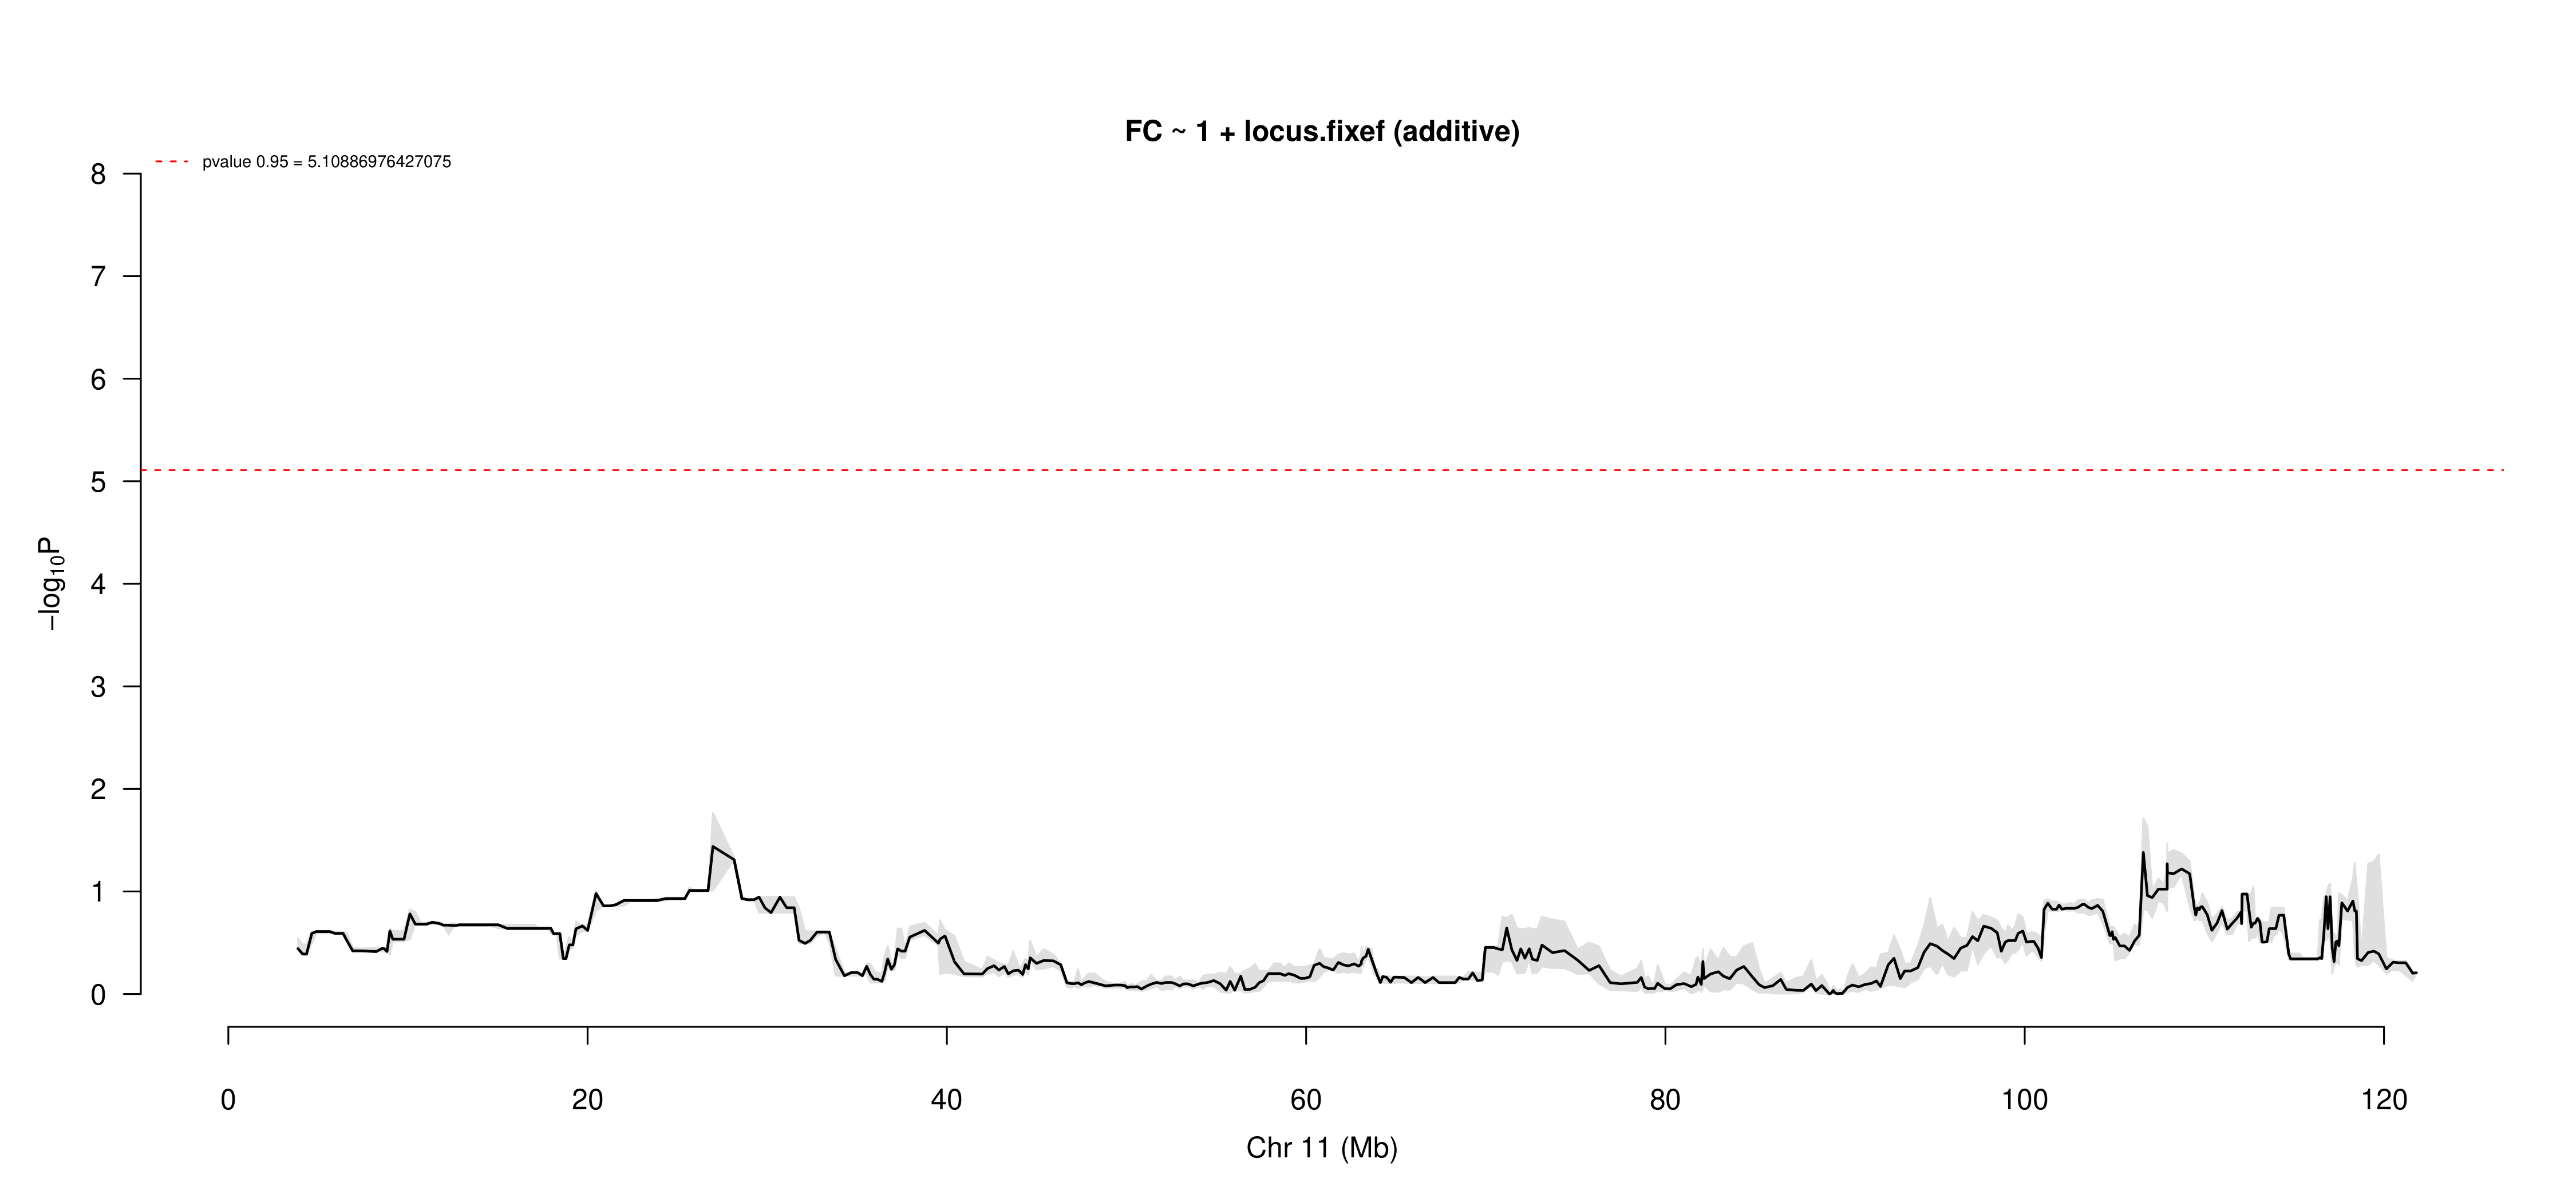 FC ~ 1 + locus.fixef (additive)
pvalue 0.95 = 5.10886976427075
8
7
6
5
4
3
2
1
0
−log₁₀P
0 20 40 60 80 100 120
Chr 11 (Mb)